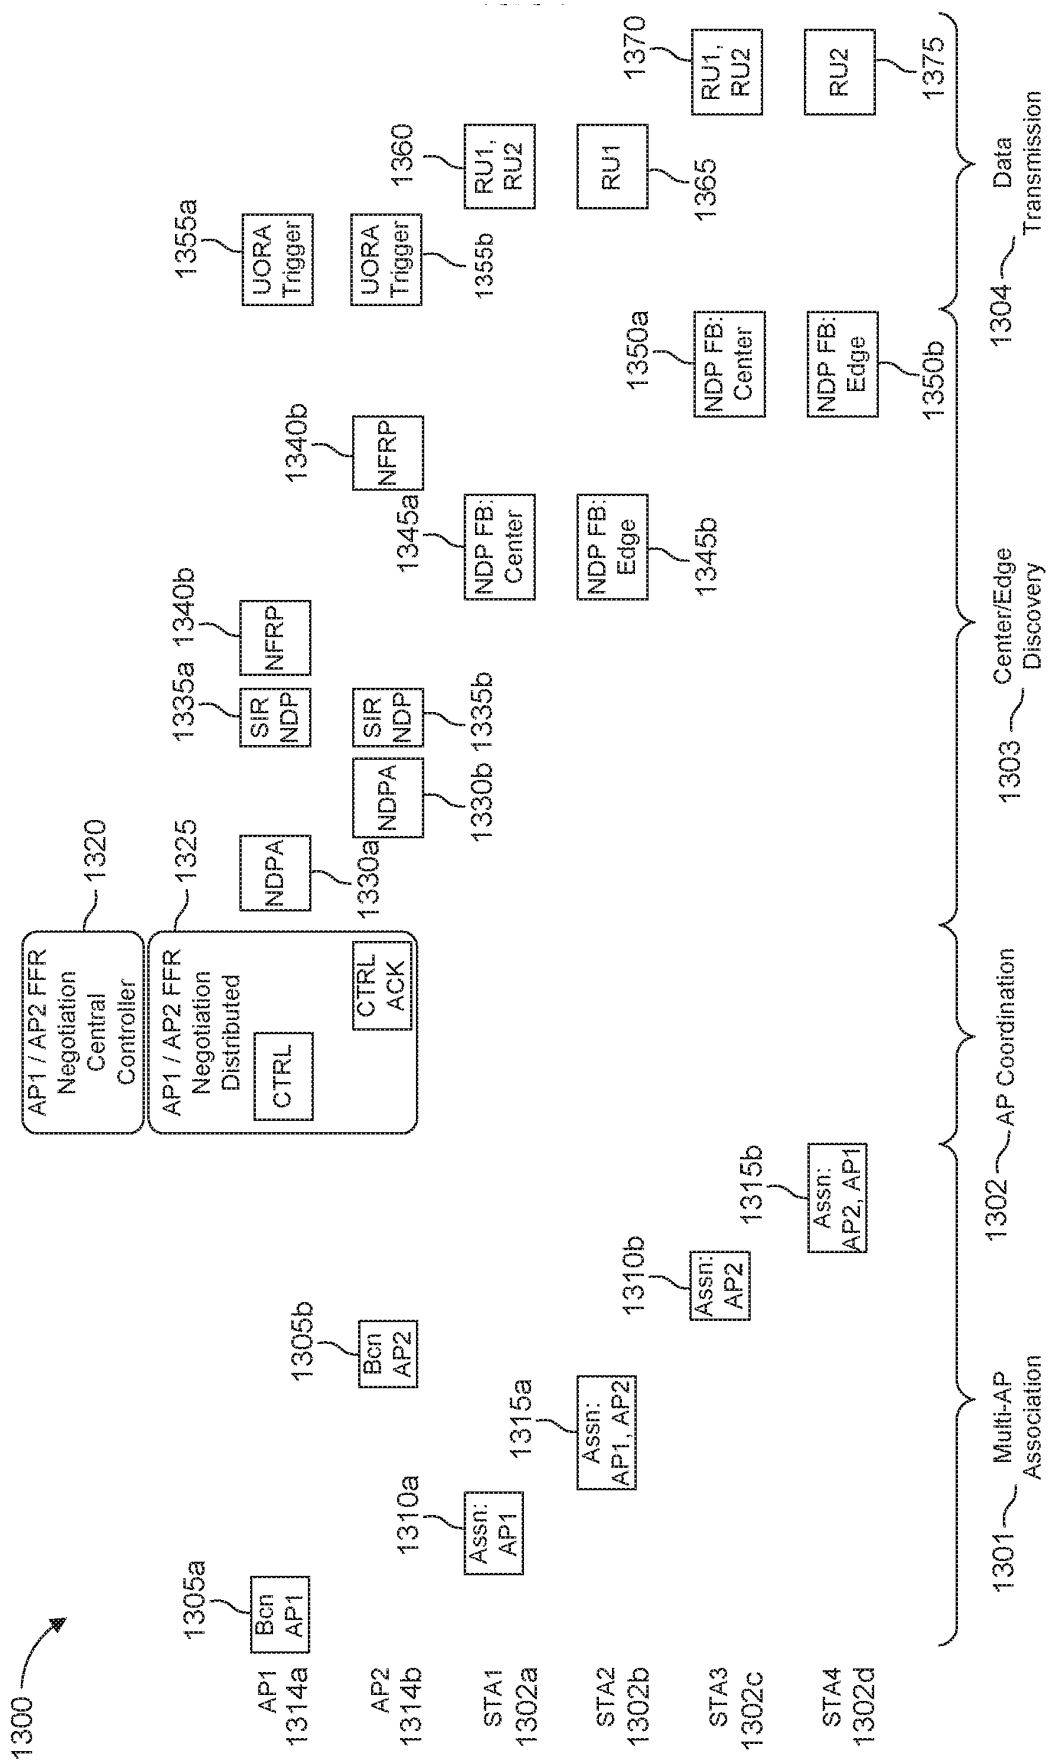 1300
AP1
1314a
AP2
1314b
STA1
1302a
STA2
1302b
STA3
1302c
STA4
1302d
1305a
Bcn
AP1
1310a
Assn:
AP1
1315a
Assn:
AP1, AP2
1305b
Bcn
AP2
1310b
Assn:
AP2
1315b
Assn:
AP2, AP1
AP1 / AP2 FFR
Negotiation
Central
Controller
1320
AP1 / AP2 FFR
Negotiation
Distributed
1325
CTRL
CTRL
ACK
NDPA
1330a
NDPA
1330b
1335a
SIR
NDP
SIR
NDP
1335b
1340b
NFRP
1345a
NDP FB:
Center
NDP FB:
Edge
1345b
1340b
NFRP
1350a
NDP FB:
Center
NDP FB:
Edge
1350b
1355a
UORA
Trigger
UORA
Trigger
1355b
1360
RU1,
RU2
RU1
1365
1370
RU1,
RU2
RU2
1375
1301
Multi-AP
Association
1302
AP Coordination
1303
Center/Edge
Discovery
1304
Data
Transmission